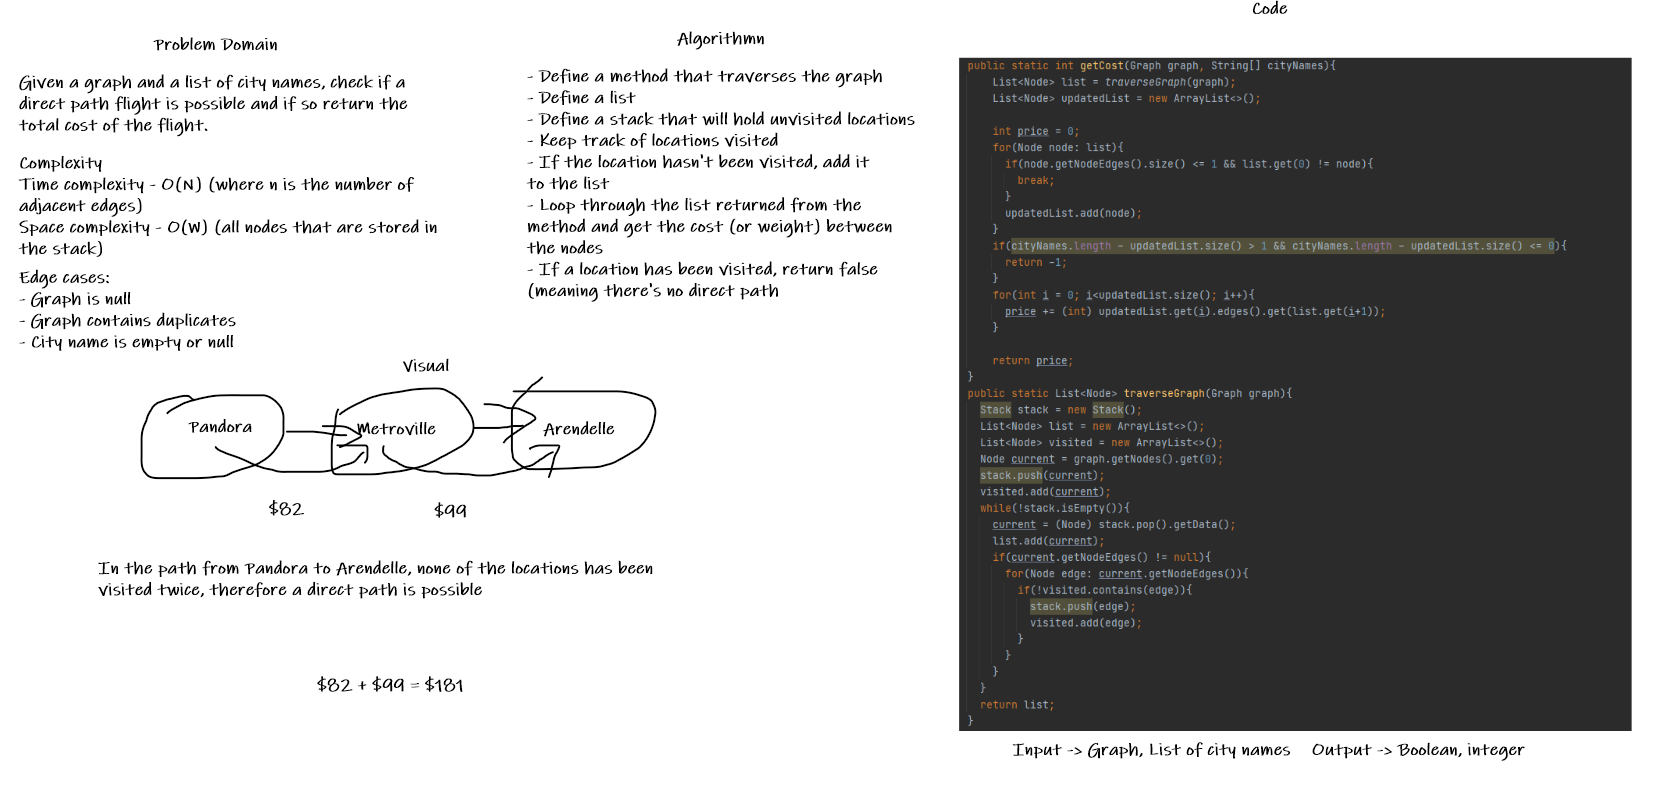 Problem Domain
Given a graph and a list of city names, check if a
direct path flight is possible and if so return the
total cost of the flight.
Complexity
Time complexity - O(N) (where n is the number of
adjacent edges)
Space complexity - O(W) (all nodes that are stored in
the stack)
Edge cases:
- Graph is null
- Graph contains duplicates
- City name is empty or null
Algorithmn
- Define a method that traverses the graph
- Define a list
- Define a stack that will hold unvisited locations
- Keep track of locations visited
- If the location hasn't been visited, add it
to the list
- Loop through the list returned from the
method and get the cost (or weight) between
the nodes
- If a location has been visited, return false
(meaning there's no direct path
Visual
Pandora
Metroville
Arendelle
$82
$99
In the path from Pandora to Arendelle, none of the locations has been
visited twice, therefore a direct path is possible
$82 + $99 = $181
Code
public static int getCost(Graph graph, String[] cityNames){
List<Node> list = traverseGraph(graph);
List<Node> updatedList = new ArrayList<>();
int price = 0;
for(Node node: list){
if(node.getNodeEdges().size() <= 1 && list.get(0) != node){
break;
}
updatedList.add(node);
}
if(cityNames.length - updatedList.size() > 1 && cityNames.length - updatedList.size() <= 0){
return -1;
}
for(int i = 0; i<updatedList.size(); i++){
price += (int) updatedList.get(i).edges().get(list.get(i+1));
}
return price;
}
public static List<Node> traverseGraph(Graph graph){
Stack stack = new Stack();
List<Node> list = new ArrayList<>();
List<Node> visited = new ArrayList<>();
Node current = graph.getNodes().get(0);
stack.push(current);
visited.add(current);
while(!stack.isEmpty()){
current = (Node) stack.pop().getData();
list.add(current);
if(current.getNodeEdges() != null){
for(Node edge: current.getNodeEdges()){
if(!visited.contains(edge)){
stack.push(edge);
visited.add(edge);
}
}
}
}
return list;
}
Input -> Graph, List of city names Output -> Boolean, integer